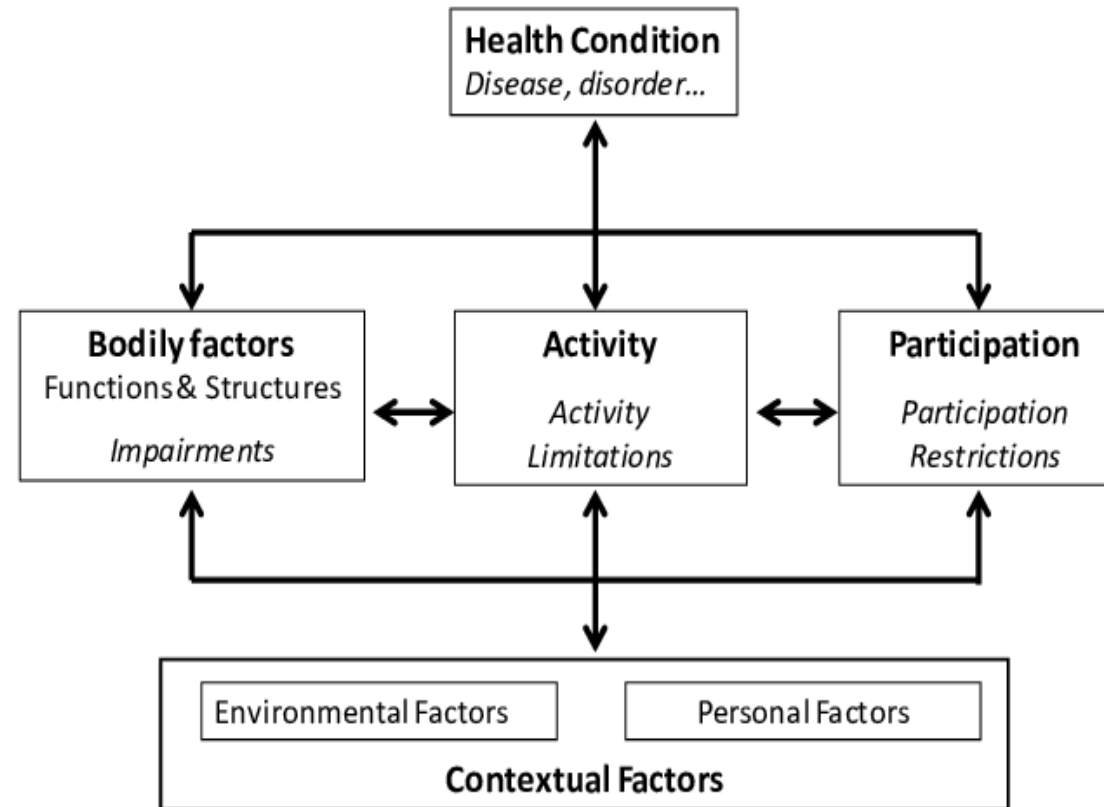 Health Condition
Disease, disorder...
Bodily factors
Functions & Structures
Impairments
Activity
Activity
Limitations
Participation
Participation
Restrictions
Environmental Factors
Personal Factors
Contextual Factors